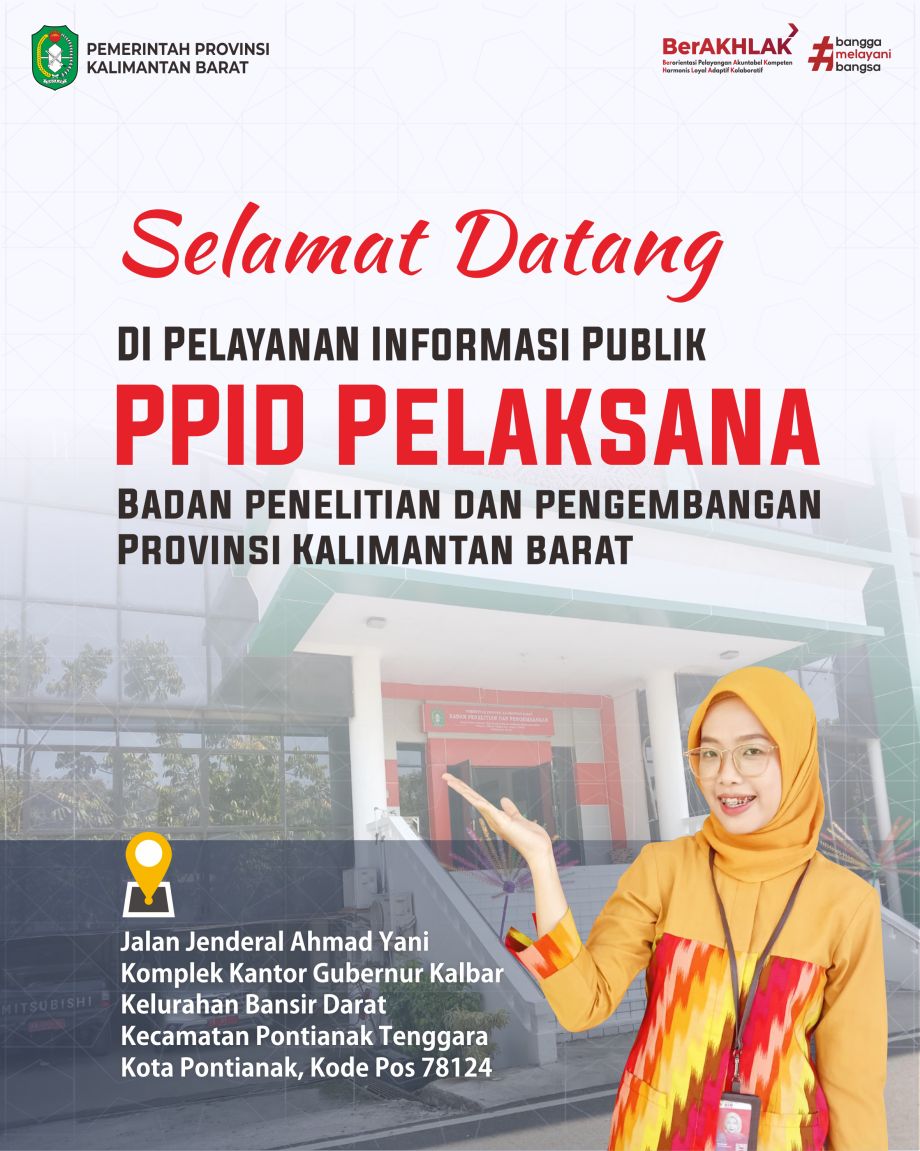 PEMERINTAH PROVINSI
KALIMANTAN BARAT
BerAKHLAK
Berorientasi Pelayangan Akuntabel Kompeten
Harmonis Loyal Adaptif Kolaboratif
#bangga
melayani
bangsa
Selamat Datang
DI PELAYANAN INFORMASI PUBLIK
PPID PELAKSANA
BADAN PENELITIAN DAN PENGEMBANGAN
PROVINSI KALIMANTAN BARAT
BADAN PENELITIAN DAN PENGEMBANGAN
MITSUBISHI
Jalan Jenderal Ahmad Yani
Komplek Kantor Gubernur Kalbar
Kelurahan Bansir Darat
Kecamatan Pontianak Tenggara
Kota Pontianak, Kode Pos 78124